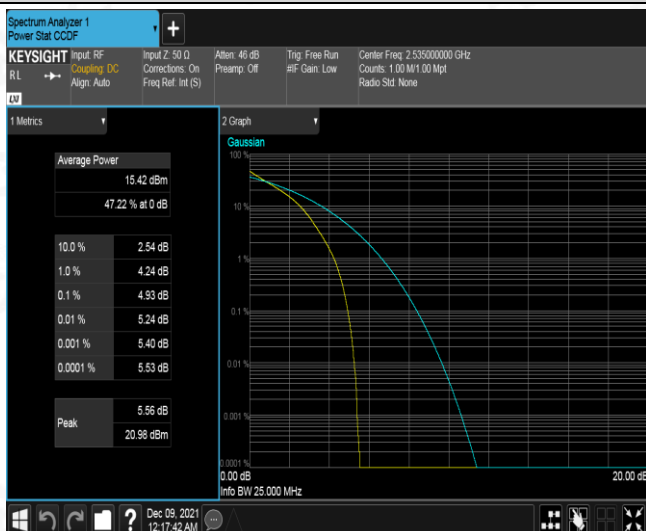 Spectrum Analyzer 1
Power Stat CCDF
+
KEYSIGHT
RL
LXI
Input: RF
Coupling: DC
Align: Auto
Input Z: 50 Ω
Corrections: On
Freq Ref: Int (S)
Atten: 46 dB
Preamp: Off
Trig: Free Run
#IF Gain: Low
Center Freq: 2.535000000 GHz
Counts: 1.00 M/1.00 Mpt
Radio Std: None
1 Metrics
Average Power
15.42 dBm
47.22 % at 0 dB
10.0 % 2.54 dB
1.0 % 4.24 dB
0.1 % 4.93 dB
0.01 % 5.24 dB
0.001 % 5.40 dB
0.0001 % 5.53 dB
Peak
5.56 dB
20.98 dBm
2 Graph
Gaussian
100 %
10 %
1 %
0.1 %
0.01 %
0.001 %
0.0001 %
0.00 dB 20.00 dB
Info BW 25.000 MHz
?
Dec 09, 2021
12:17:42 AM